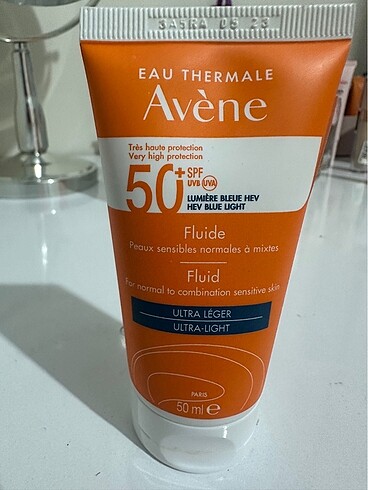 3A5RA 05 23
EAU THERMALE
Avène
Très haute protection
Very high protection
50+ SPF
UVB UVA
LUMIÈRE BLEUE HEV
HEV BLUE LIGHT
Fluide
Peaux sensibles normales à mixtes
Fluid
For normal to combination sensitive skin
ULTRA LÉGER
ULTRA-LIGHT
PARIS
50 ml e